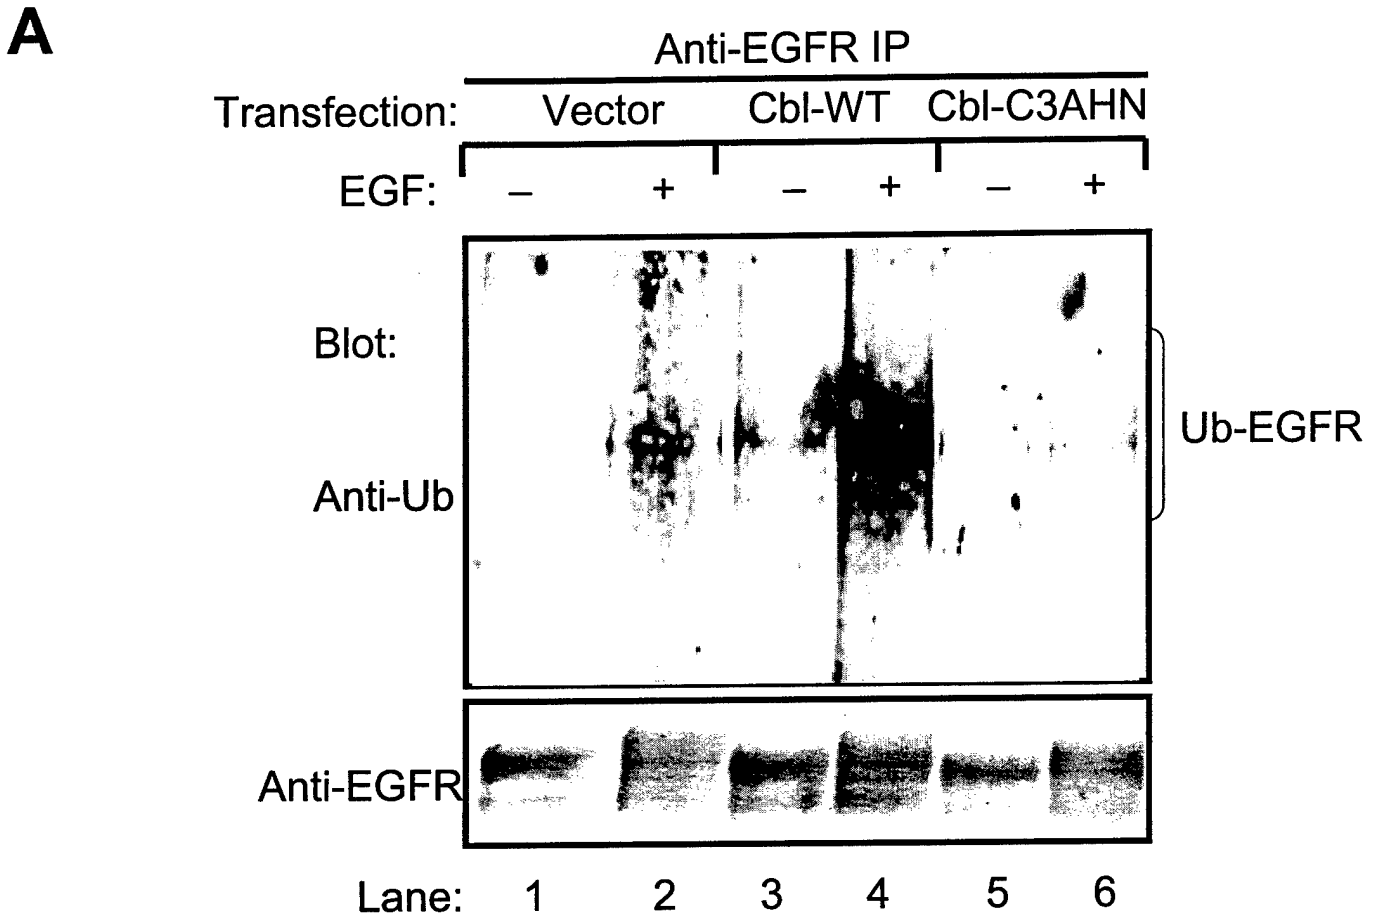 A
Anti-EGFR IP
Transfection: Vector Cbl-WT Cbl-C3AHN
EGF: – + – + – +
Blot:
Ub-EGFR
Anti-Ub
Anti-EGFR
Lane: 1 2 3 4 5 6